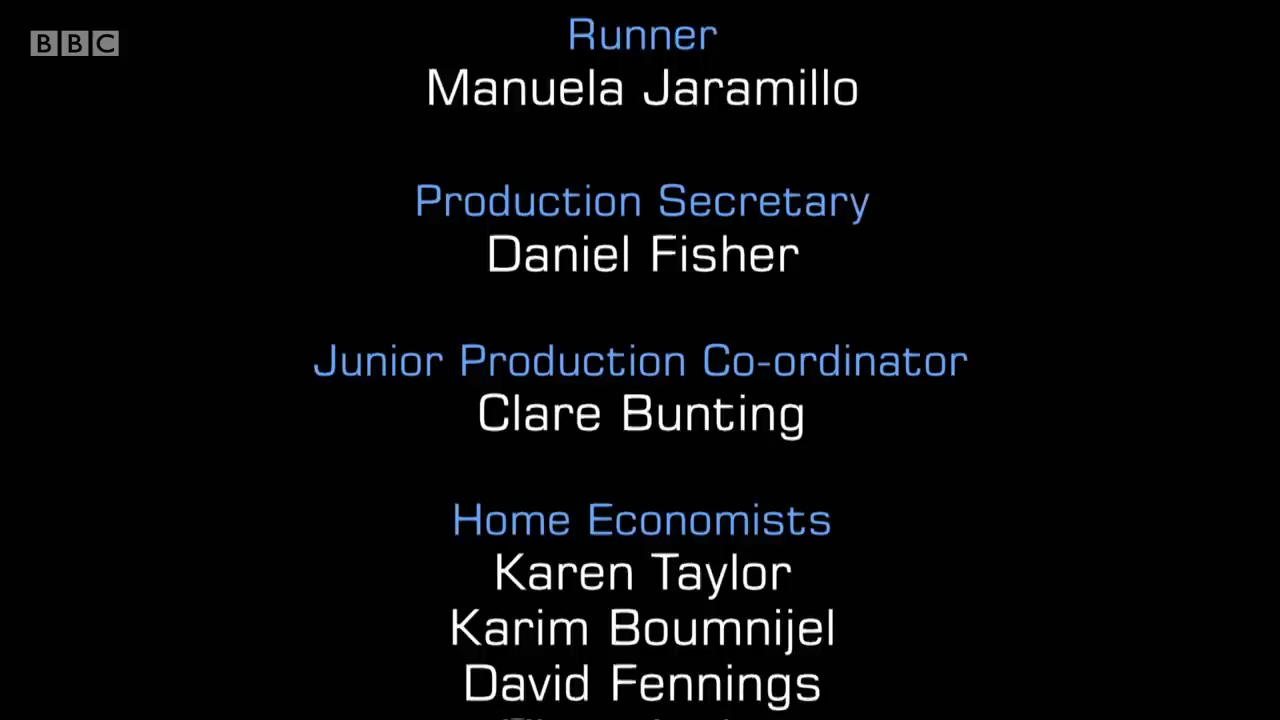 BBC
Runner
Manuela Jaramillo
Production Secretary
Daniel Fisher
Junior Production Co-ordinator
Clare Bunting
Home Economists
Karen Taylor
Karim Boumnijel
David Fennings